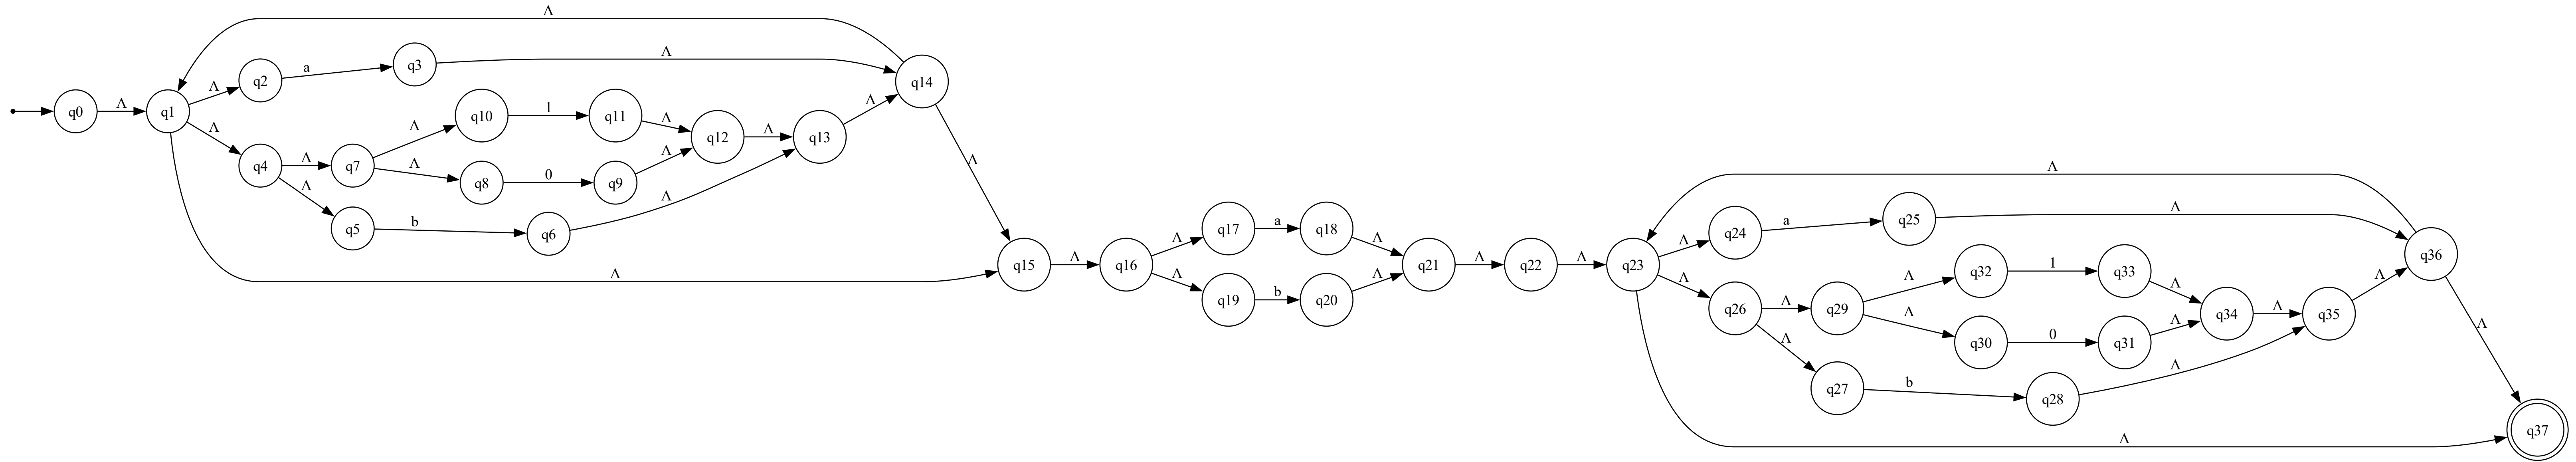 Λ
Λ
q3
a
q2
Λ
q14
Λ
Λ
q10
1
q11
Λ
q0
Λ
q1
Λ
Λ
q12
Λ
q13
q4
Λ
q7
Λ
q8
0
q9
Λ
Λ
Λ
q5
b
q6
Λ
Λ
q17
a
q18
Λ
q15
Λ
q16
Λ
q21
Λ
q22
Λ
q23
Λ
q19
b
q20
Λ
Λ
Λ
q25
a
q24
Λ
q36
Λ
q32
1
q33
Λ
Λ
q26
Λ
q29
Λ
q34
Λ
q35
Λ
Λ
q30
0
q31
Λ
Λ
q27
b
q28
Λ
Λ
q37